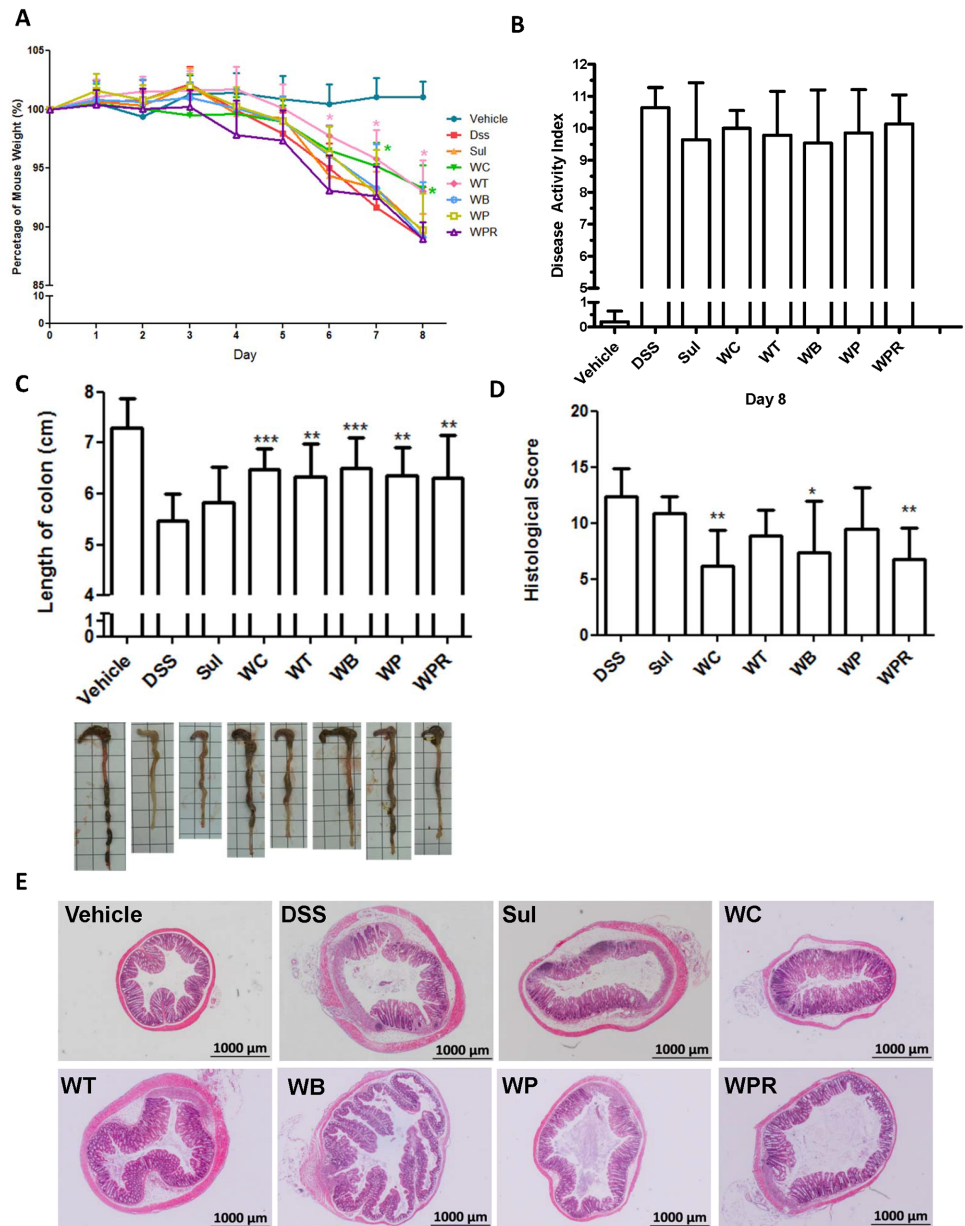 A
Percetage of Mouse Weight (%)
105
100
95
90
85
10
0
0 1 2 3 4 5 6 7 8
Day
* * * * *
Vehicle
Dss
Sul
WC
WT
WB
WP
WPR
B
Disease Activity Index
12
11
10
9
8
7
6
5
1
0
Vehicle DSS Sul WC WT WB WP WPR
Day 8
C
Length of colon (cm)
8
7
6
5
4
1
0
*** ** *** ** **
Vehicle DSS Sul WC WT WB WP WPR
D
Histological Score
20
15
10
5
0
** * **
DSS Sul WC WT WB WP WPR
E
Vehicle DSS Sul WC
1000 µm 1000 µm 1000 µm 1000 µm
WT WB WP WPR
1000 µm 1000 µm 1000 µm 1000 µm